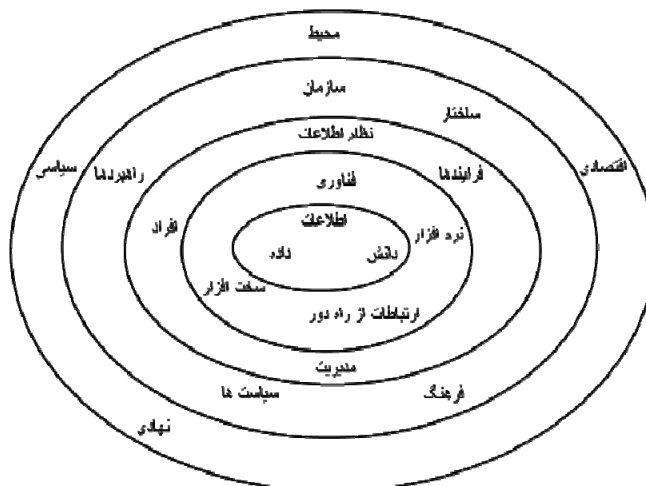 محیط
سازمان
ساختار
نظام اطلاعات
اقتصادی
فرایندها
راهبردها
سیاسی
فناوری
اطلاعات
نرم افزار
افراد
دانش
داده
سخت افزار
ارتباطات از راه دور
مدیریت
فرهنگ
سیاست ها
نهادی